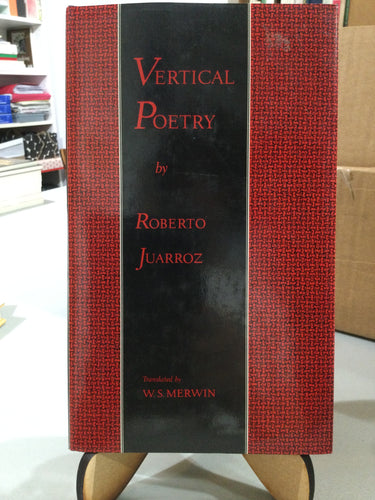 VERTICAL
POETRY
by
ROBERTO
JUARROZ
Translated by
W. S. MERWIN